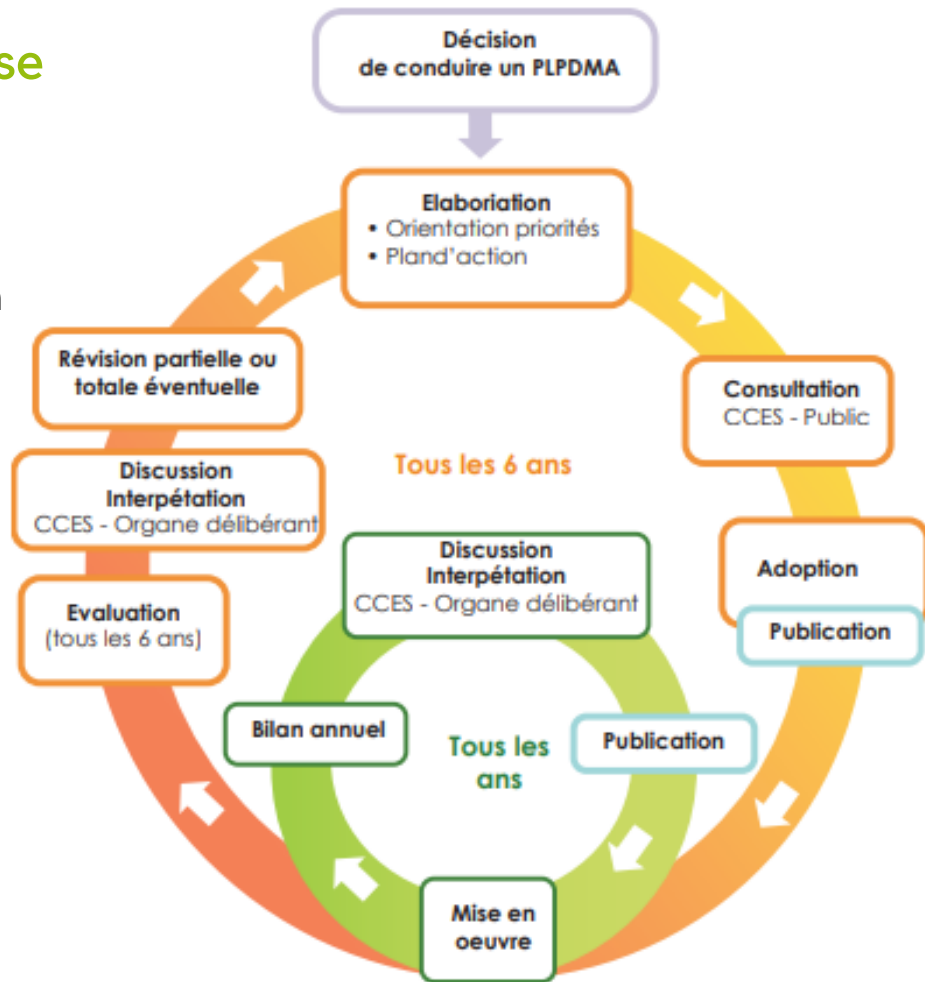 se
Décision
de conduire un PLPDMA
Elaboriation
• Orientation priorités
• Pland'action
Révision partielle ou
totale éventuelle
Consultation
CCES - Public
Tous les 6 ans
Discussion
Interpétation
CCES - Organe délibérant
Discussion
Interpétation
CCES - Organe délibérant
Adoption
Publication
Evaluation
(tous les 6 ans)
Bilan annuel
Tous les
ans
Publication
Mise en
oeuvre